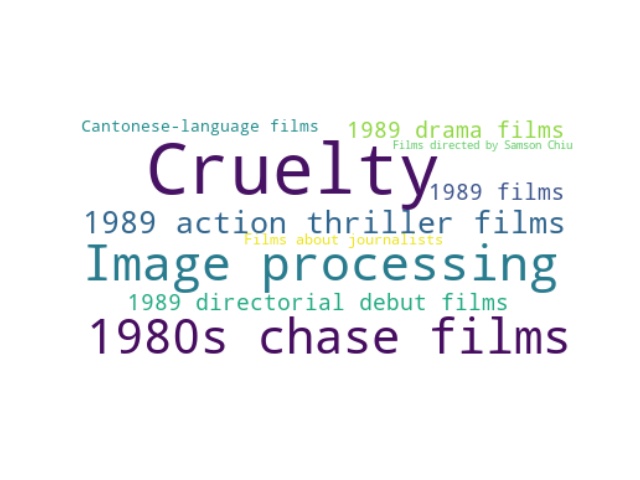 Cantonese-language films
1989 drama films
Films directed by Samson Chiu
Cruelty
1989 films
1989 action thriller films
Films about journalists
Image processing
1989 directorial debut films
1980s chase films